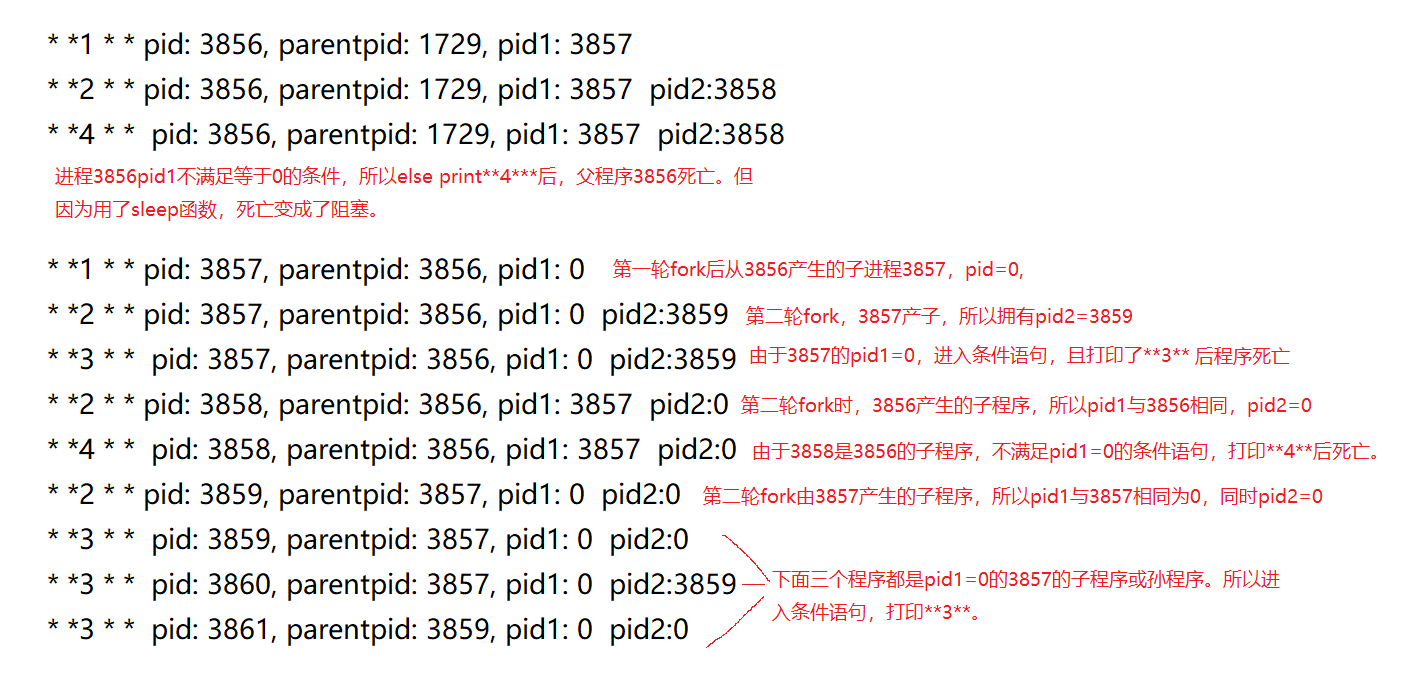 * *1 * * pid: 3856, parentpid: 1729, pid1: 3857
* *2 * * pid: 3856, parentpid: 1729, pid1: 3857  pid2:3858
* *4 * *  pid: 3856, parentpid: 1729, pid1: 3857  pid2:3858
进程3856pid1不满足等于0的条件，所以else print**4***后，父程序3856死亡。但
因为用了sleep函数，死亡变成了阻塞。
* *1 * * pid: 3857, parentpid: 3856, pid1: 0 第一轮fork后从3856产生的子进程3857，pid=0,
* *2 * * pid: 3857, parentpid: 3856, pid1: 0  pid2:3859 第二轮fork，3857产子，所以拥有pid2=3859
* *3 * *  pid: 3857, parentpid: 3856, pid1: 0  pid2:3859 由于3857的pid1=0，进入条件语句，且打印了**3** 后程序死亡
* *2 * * pid: 3858, parentpid: 3856, pid1: 3857  pid2:0 第二轮fork时，3856产生的子程序，所以pid1与3856相同，pid2=0
* *4 * *  pid: 3858, parentpid: 3856, pid1: 3857  pid2:0 由于3858是3856的子程序，不满足pid1=0的条件语句，打印**4**后死亡。
* *2 * * pid: 3859, parentpid: 3857, pid1: 0  pid2:0 第二轮fork由3857产生的子程序，所以pid1与3857相同为0，同时pid2=0
* *3 * *  pid: 3859, parentpid: 3857, pid1: 0  pid2:0
* *3 * *  pid: 3860, parentpid: 3857, pid1: 0  pid2:3859 下面三个程序都是pid1=0的3857的子程序或孙程序。所以进
入条件语句，打印**3**。
* *3 * *  pid: 3861, parentpid: 3859, pid1: 0  pid2:0